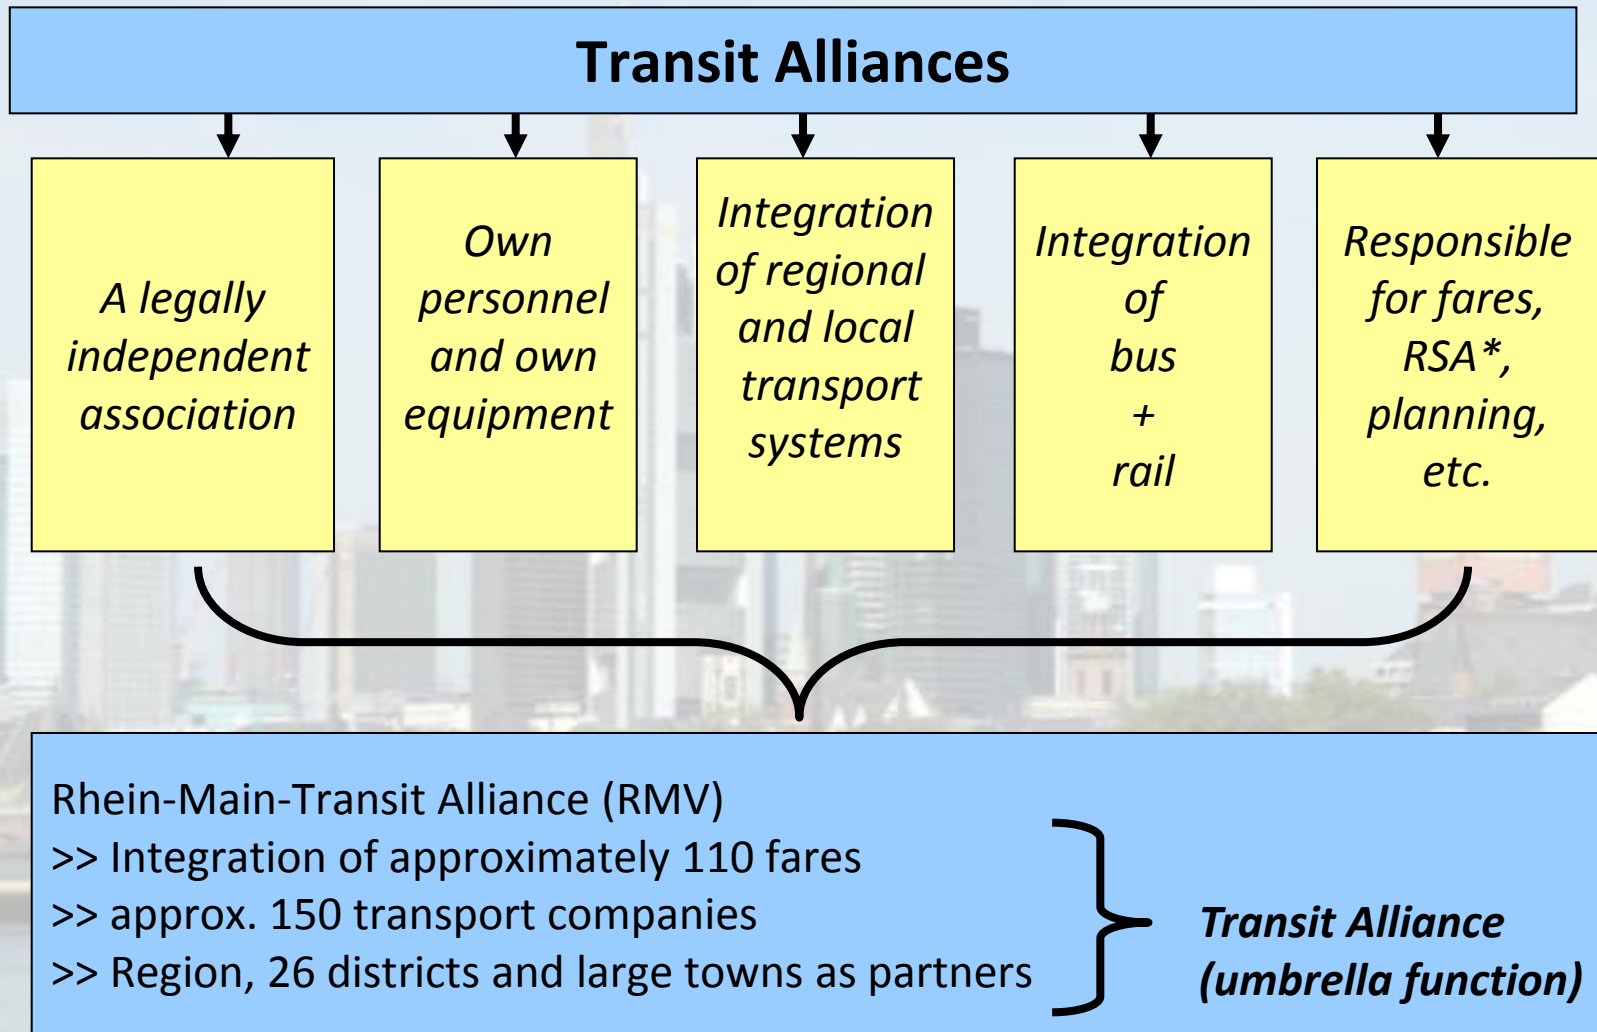 Transit Alliances
A legally
independent
association
Own
personnel
and own
equipment
Integration
of regional
and local
transport
systems
Integration
of
bus
+
rail
Responsible
for fares,
RSA*,
planning,
etc.
Rhein-Main-Transit Alliance (RMV)
>> Integration of approximately 110 fares
>> approx. 150 transport companies
>> Region, 26 districts and large towns as partners
Transit Alliance
(umbrella function)